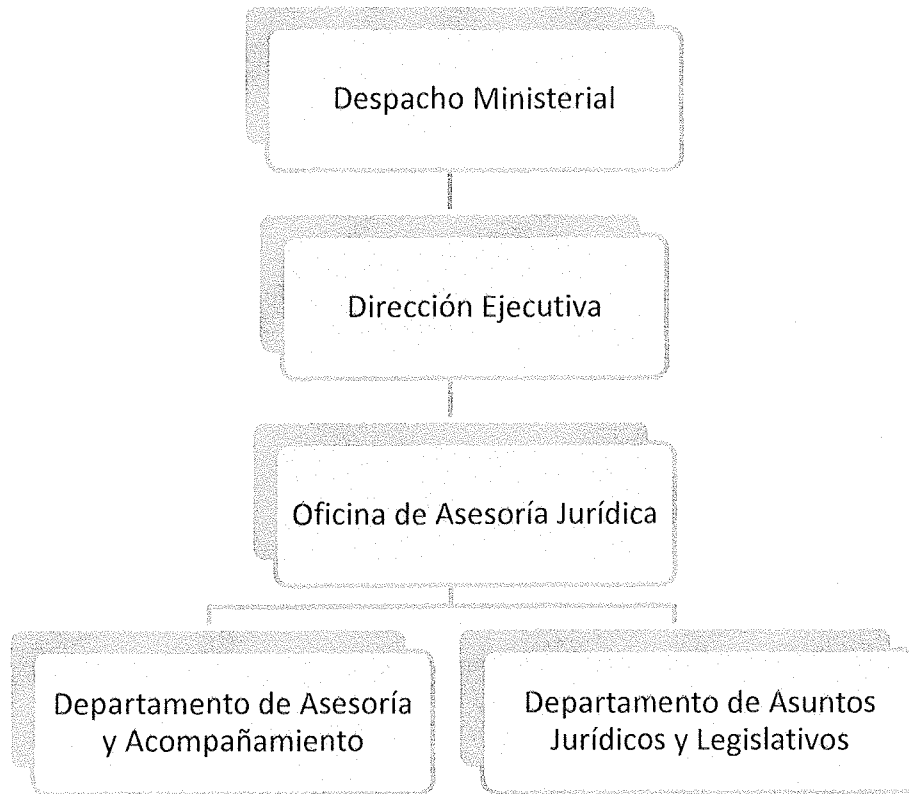 Despacho Ministerial
Dirección Ejecutiva
Oficina de Asesoría Jurídica
Departamento de Asesoría
y Acompañamiento
Departamento de Asuntos
Jurídicos y Legislativos